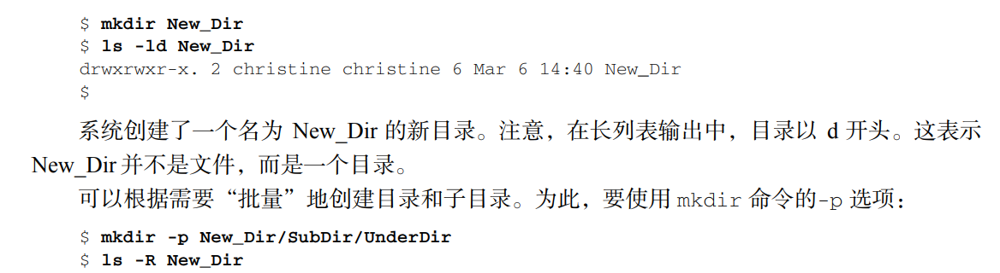 $ mkdir New_Dir
$ ls -ld New_Dir
drwxrwxr-x. 2 christine christine 6 Mar 6 14:40 New_Dir
$
系统创建了一个名为 New_Dir 的新目录。注意，在长列表输出中，目录以 d 开头。这表示
New_Dir 并不是文件，而是一个目录。
可以根据需要“批量”地创建目录和子目录。为此，要使用 mkdir 命令的-p 选项：
$ mkdir -p New_Dir/SubDir/UnderDir
$ ls -R New_Dir